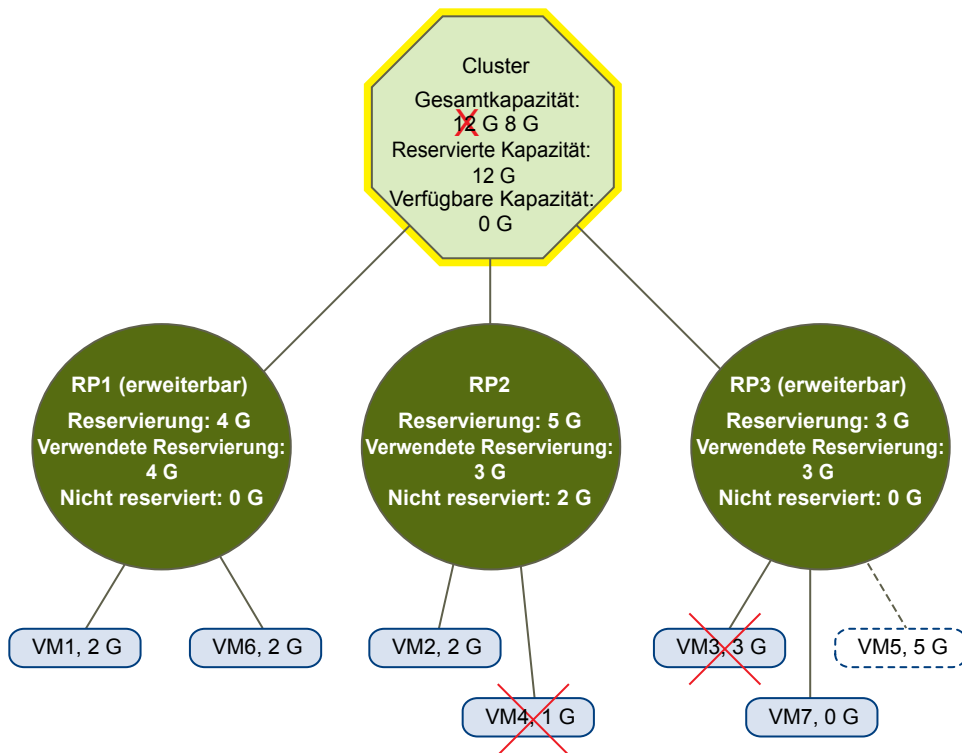 Cluster
Gesamtkapazität:
12 G 8 G
Reservierte Kapazität:
12 G
Verfügbare Kapazität:
0 G
RP1 (erweiterbar)
Reservierung: 4 G
Verwendete Reservierung:
4 G
Nicht reserviert: 0 G
RP2
Reservierung: 5 G
Verwendete Reservierung:
3 G
Nicht reserviert: 2 G
RP3 (erweiterbar)
Reservierung: 3 G
Verwendete Reservierung:
3 G
Nicht reserviert: 0 G
VM1, 2 G
VM6, 2 G
VM2, 2 G
VM4, 1 G
VM3, 3 G
VM7, 0 G
VM5, 5 G